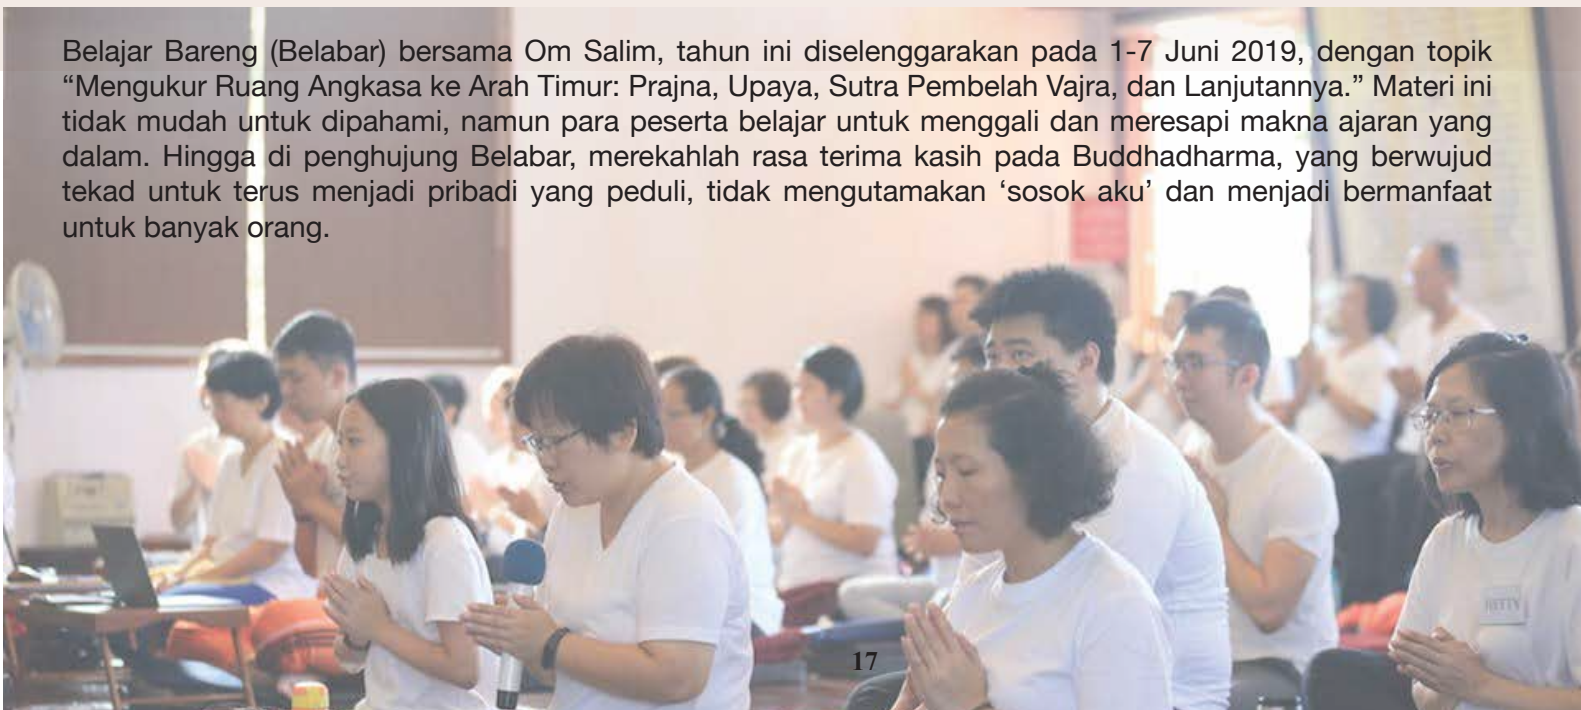 Belajar Bareng (Belabar) bersama Om Salim, tahun ini diselenggarakan pada 1-7 Juni 2019, dengan topik
“Mengukur Ruang Angkasa ke Arah Timur: Prajna, Upaya, Sutra Pembelah Vajra, dan Lanjutannya.” Materi ini
tidak mudah untuk dipahami, namun para peserta belajar untuk menggali dan meresapi makna ajaran yang
dalam. Hingga di penghujung Belabar, merekahlah rasa terima kasih pada Buddhadharma, yang berwujud
tekad untuk terus menjadi pribadi yang peduli, tidak mengutamakan ‘sosok aku’ dan menjadi bermanfaat
untuk banyak orang.
17